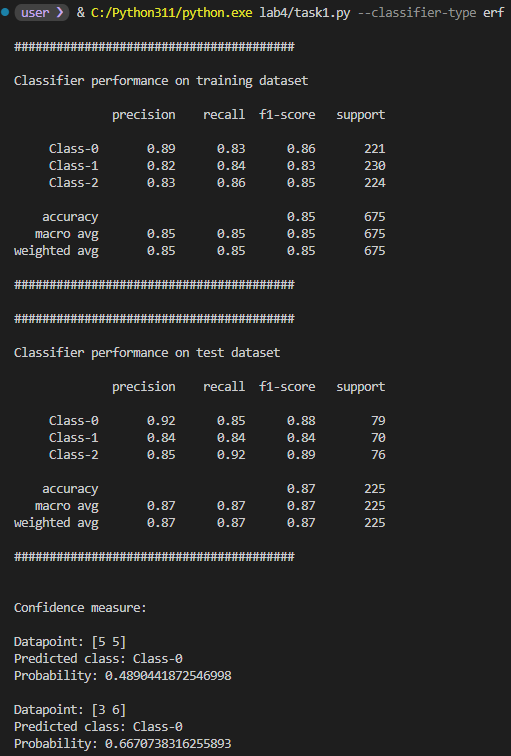 user ❯ & C:/Python311/python.exe lab4/task1.py --classifier-type erf
########################################
Classifier performance on training dataset
precision recall f1-score support
Class-0 0.89 0.83 0.86 221
Class-1 0.82 0.84 0.83 230
Class-2 0.83 0.86 0.85 224
accuracy 0.85 675
macro avg 0.85 0.85 0.85 675
weighted avg 0.85 0.85 0.85 675
########################################
########################################
Classifier performance on test dataset
precision recall f1-score support
Class-0 0.92 0.85 0.88 79
Class-1 0.84 0.84 0.84 70
Class-2 0.85 0.92 0.89 76
accuracy 0.87 225
macro avg 0.87 0.87 0.87 225
weighted avg 0.87 0.87 0.87 225
########################################
Confidence measure:
Datapoint: [5 5]
Predicted class: Class-0
Probability: 0.4890441872546998
Datapoint: [3 6]
Predicted class: Class-0
Probability: 0.6670738316255893